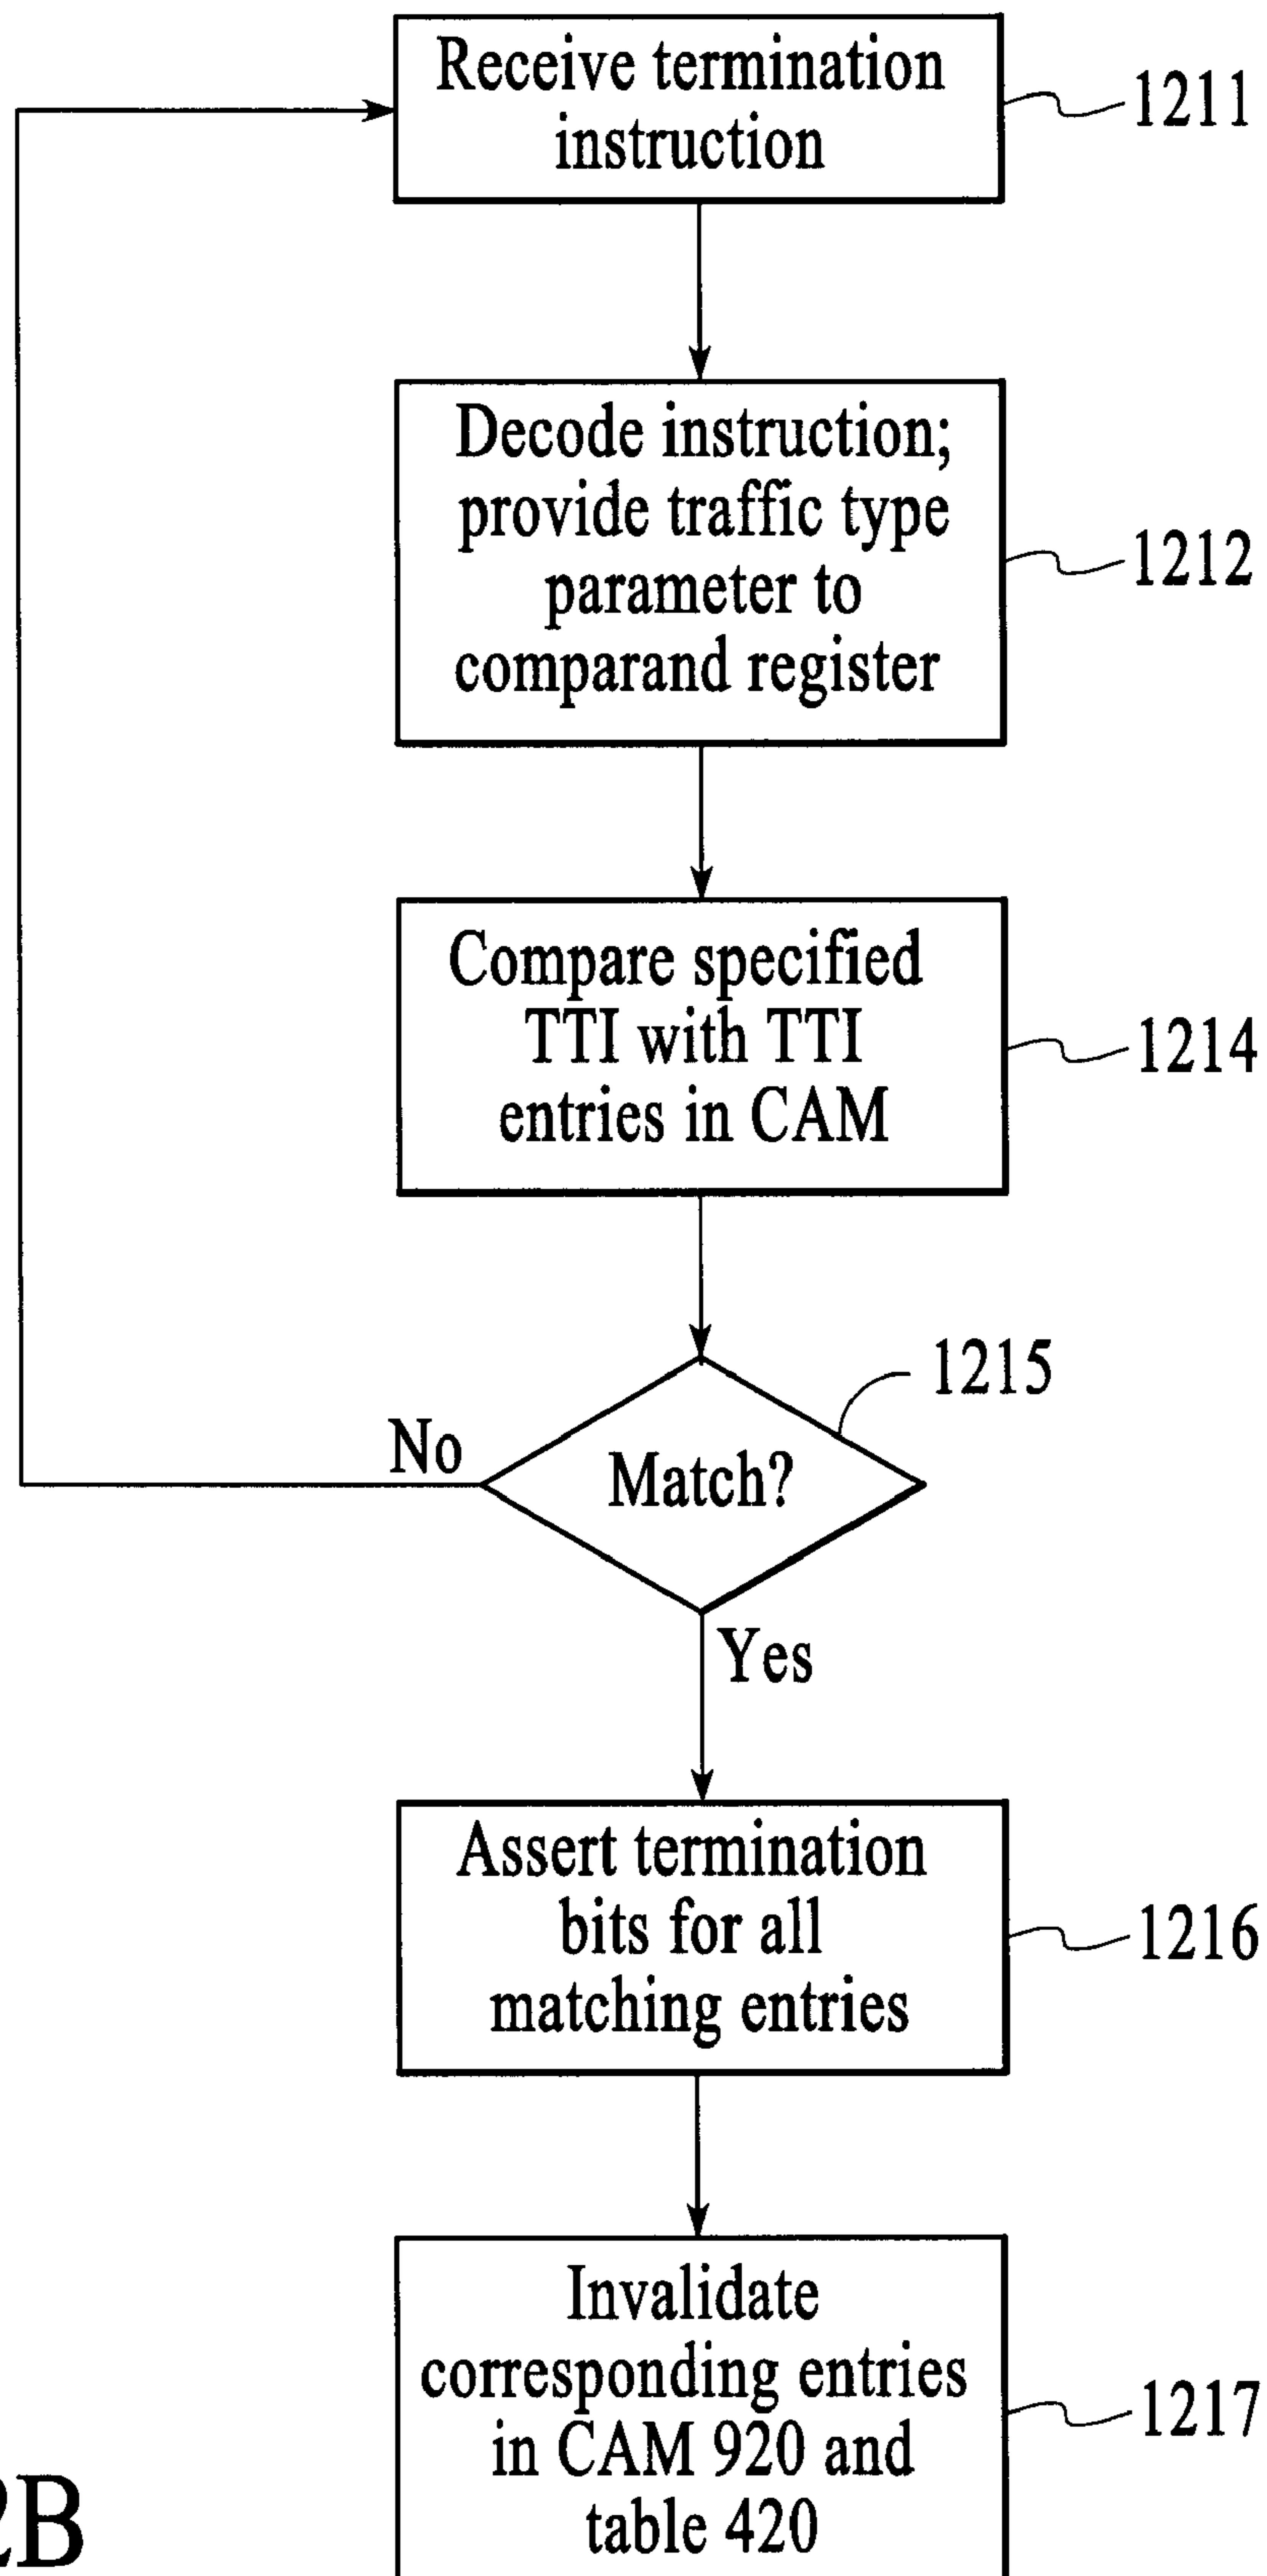 Receive termination
instruction
1211
Decode instruction;
provide traffic type
parameter to
comparand register
1212
Compare specified
TTI with TTI
entries in CAM
1214
1215
Match?
No
Yes
Assert termination
bits for all
matching entries
1216
Invalidate
corresponding entries
in CAM 920 and
table 420
1217
2B